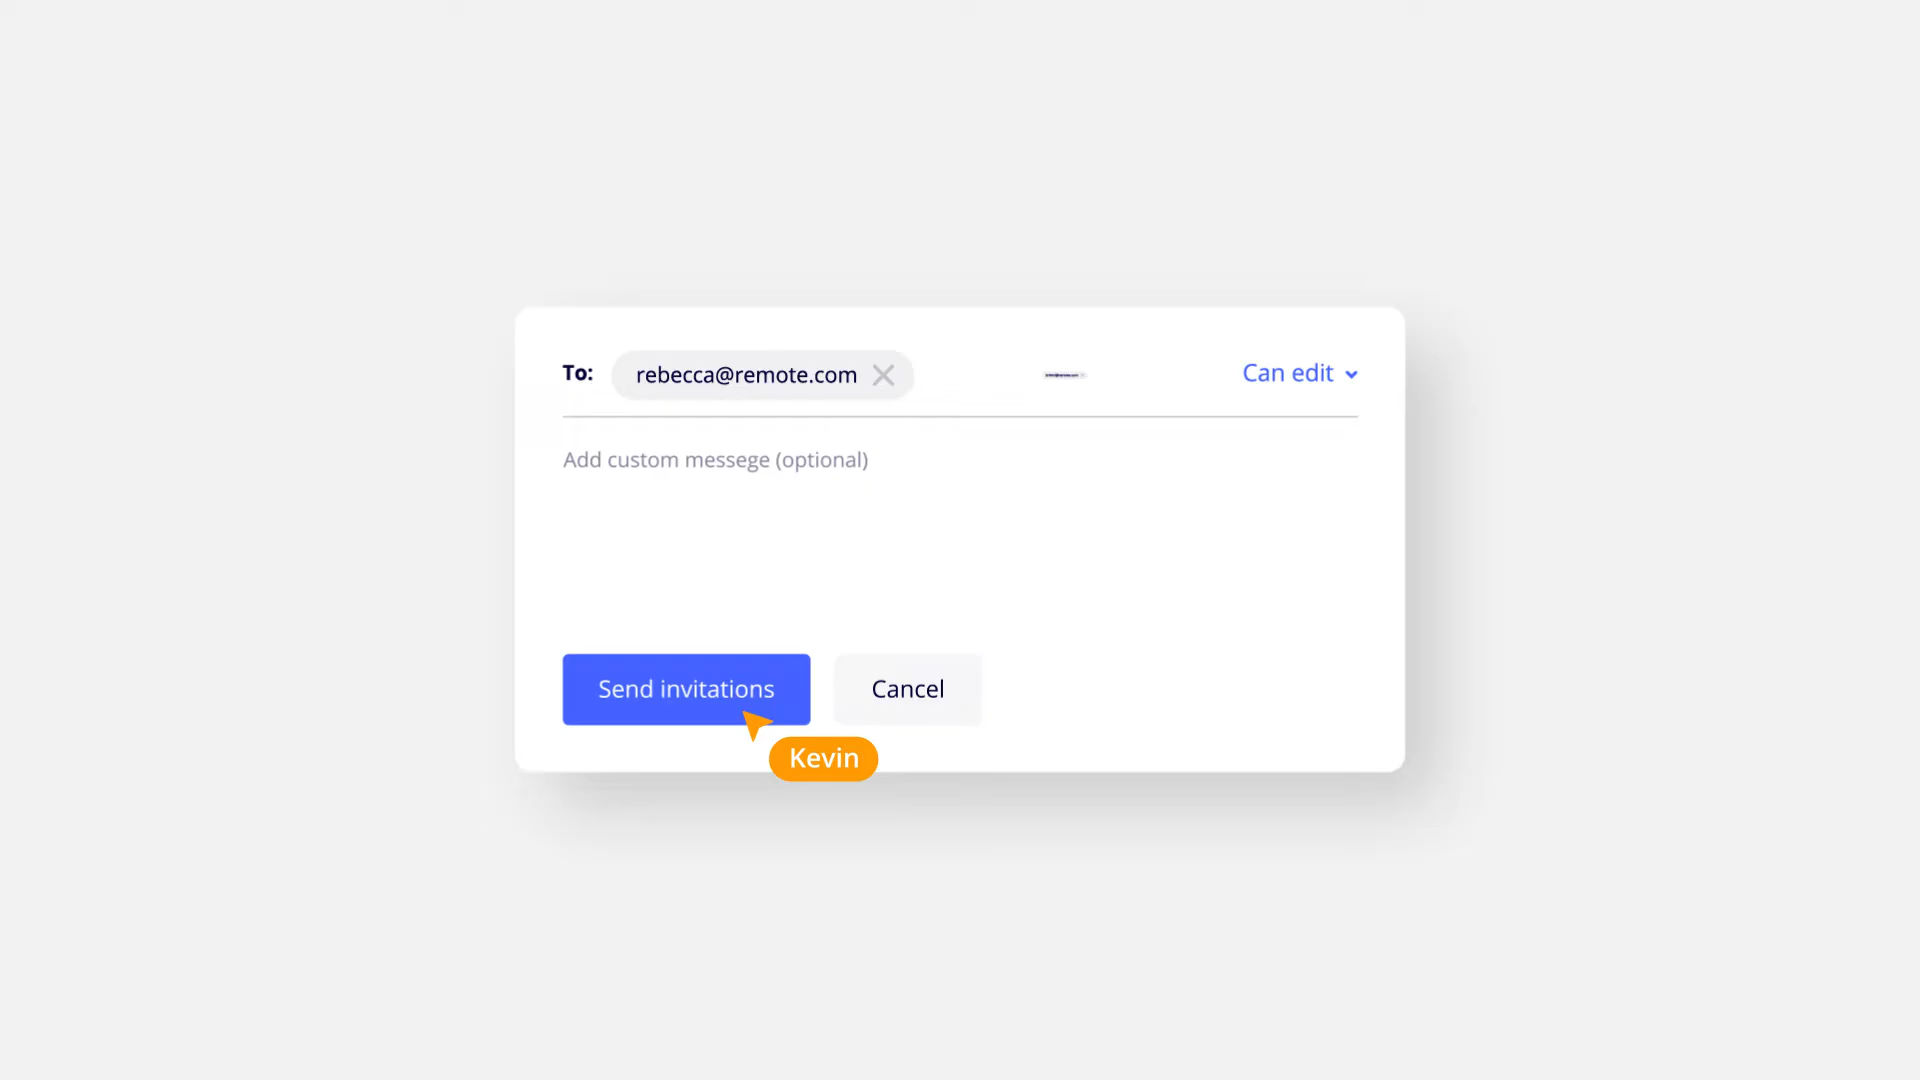 To: rebecca@remote.com Can edit
Add custom messege (optional)
Send invitations Cancel
Kevin